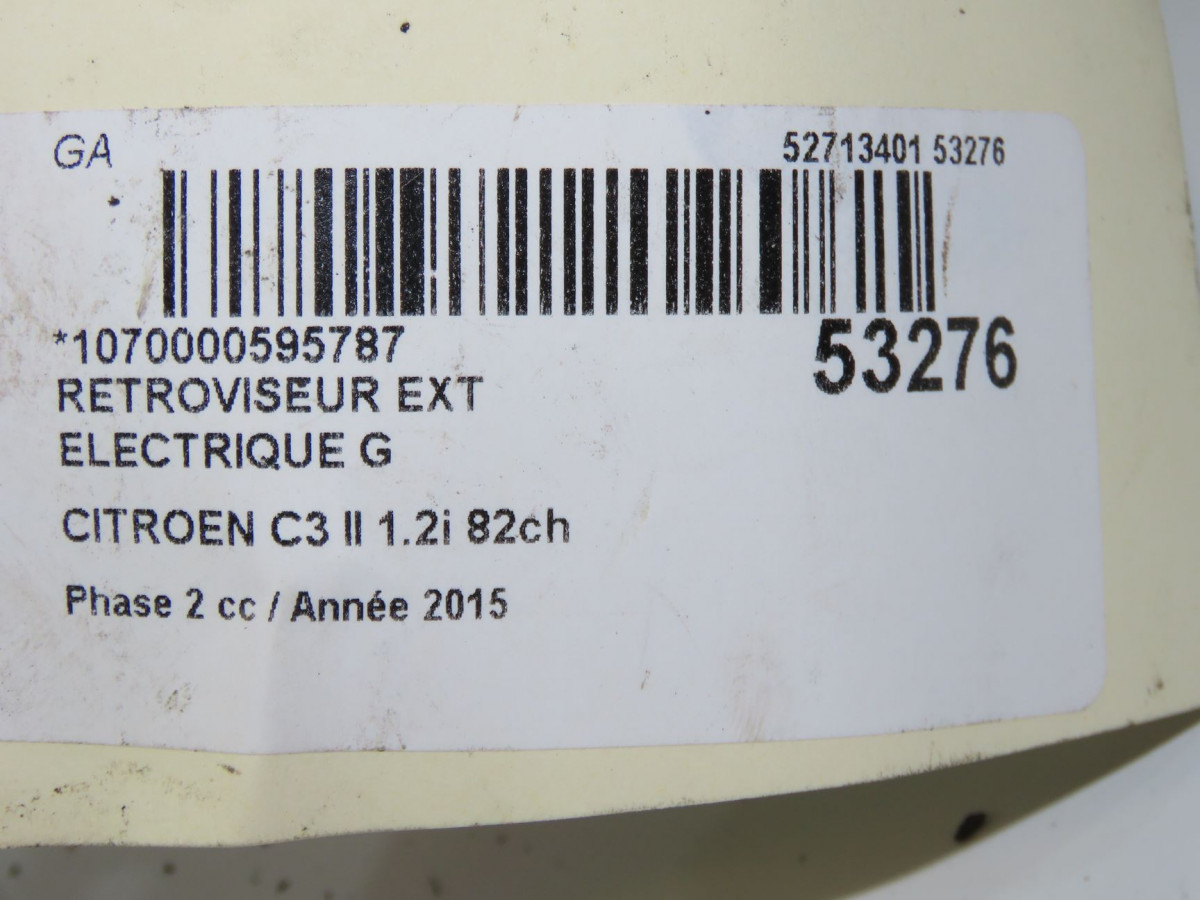 GA
52713401 53276
*1070000595787
53276
RETROVISEUR EXT
ELECTRIQUE G
CITROEN C3 II 1.2i 82ch
Phase 2 cc / Année 2015